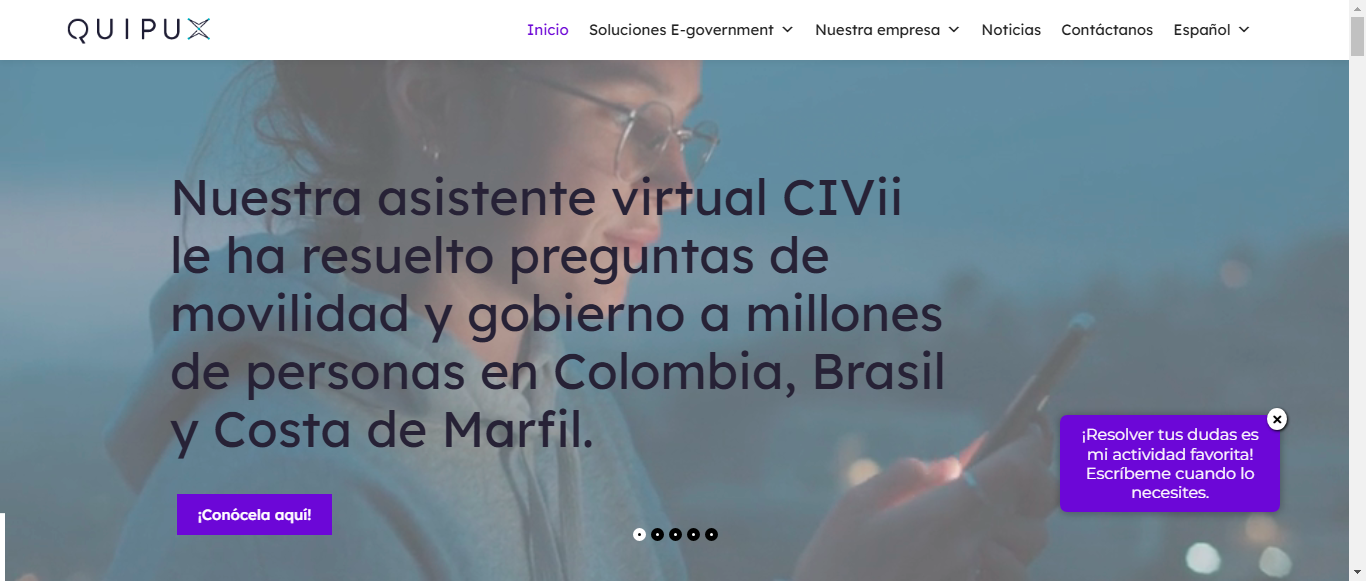 QUIPUX
Inicio
Soluciones E-government
Nuestra empresa
Noticias
Contáctanos
Español
Nuestra asistente virtual CIVii
le ha resuelto preguntas de
movilidad y gobierno a millones
de personas en Colombia, Brasil
y Costa de Marfil.
¡Conócela aquí!
¡Resolver tus dudas es
mi actividad favorita!
Escríbeme cuando lo
necesites.